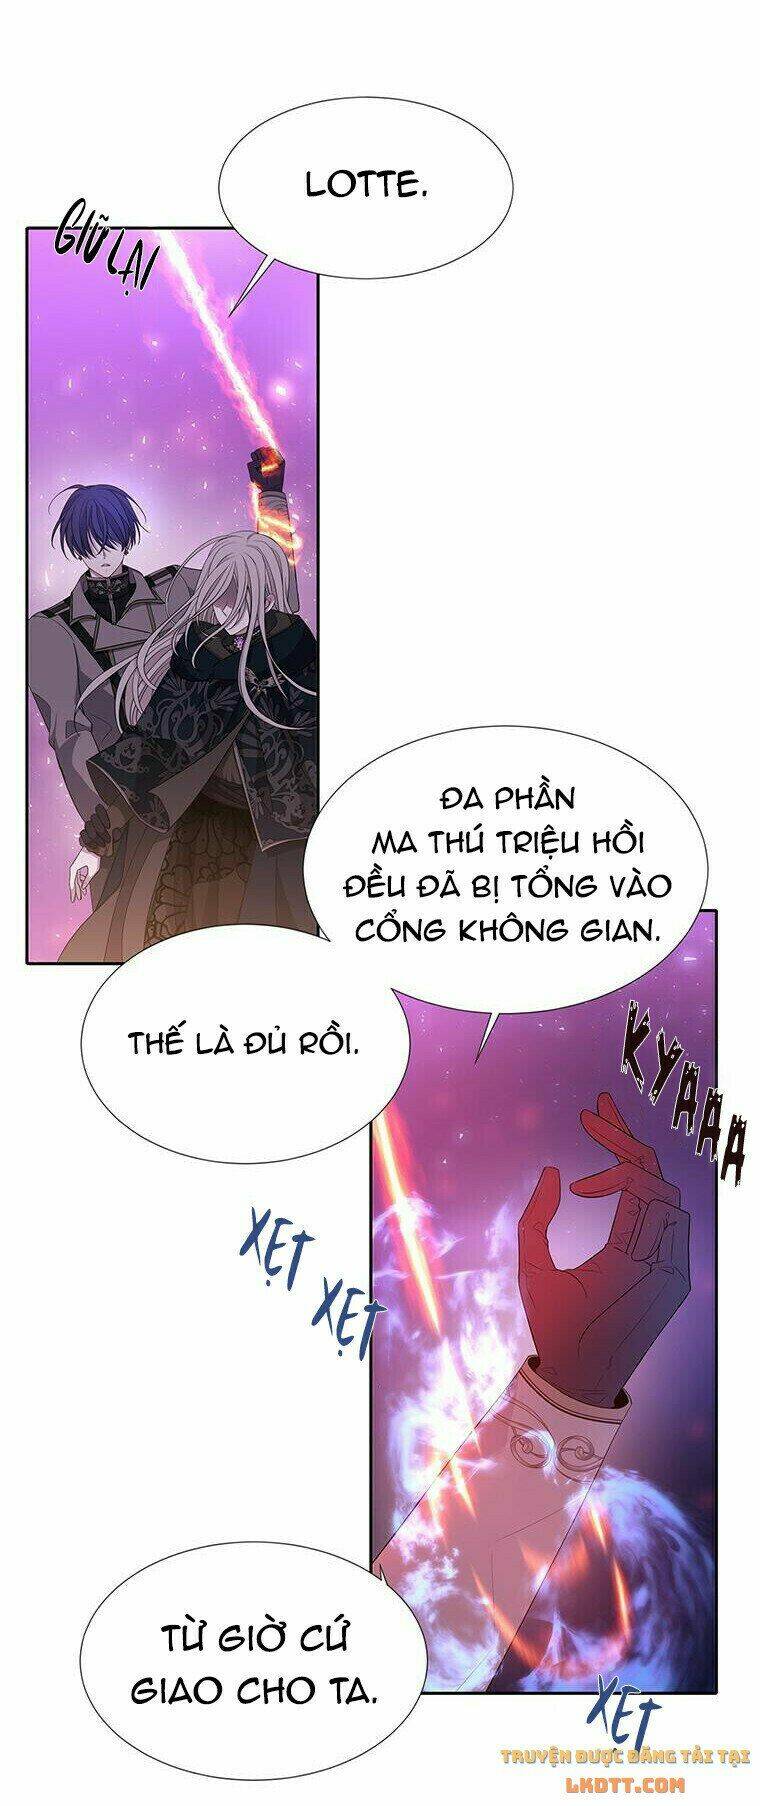 LOTTE.
GIỮ LẠI
ĐA PHẦN
MA THÚ TRIỆU HỒI
ĐỀU ĐÃ BỊ TỔNG VÀO
CỔNG KHÔNG GIAN.
THẾ LÀ ĐỦ RỒI.
KYAAA
XẸT
XẸT
TỪ GIỜ CỨ
GIAO CHO TA.
XẸT
TRUYỆN ĐƯỢC ĐĂNG TẢI TẠI
LKDTT.COM